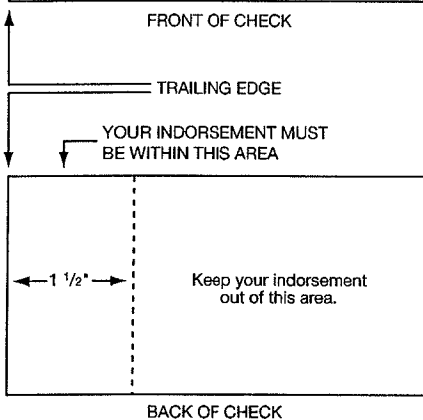 FRONT OF CHECK
TRAILING EDGE
YOUR INDORSEMENT MUST
BE WITHIN THIS AREA
1 1/2"
Keep your indorsement
out of this area.
BACK OF CHECK